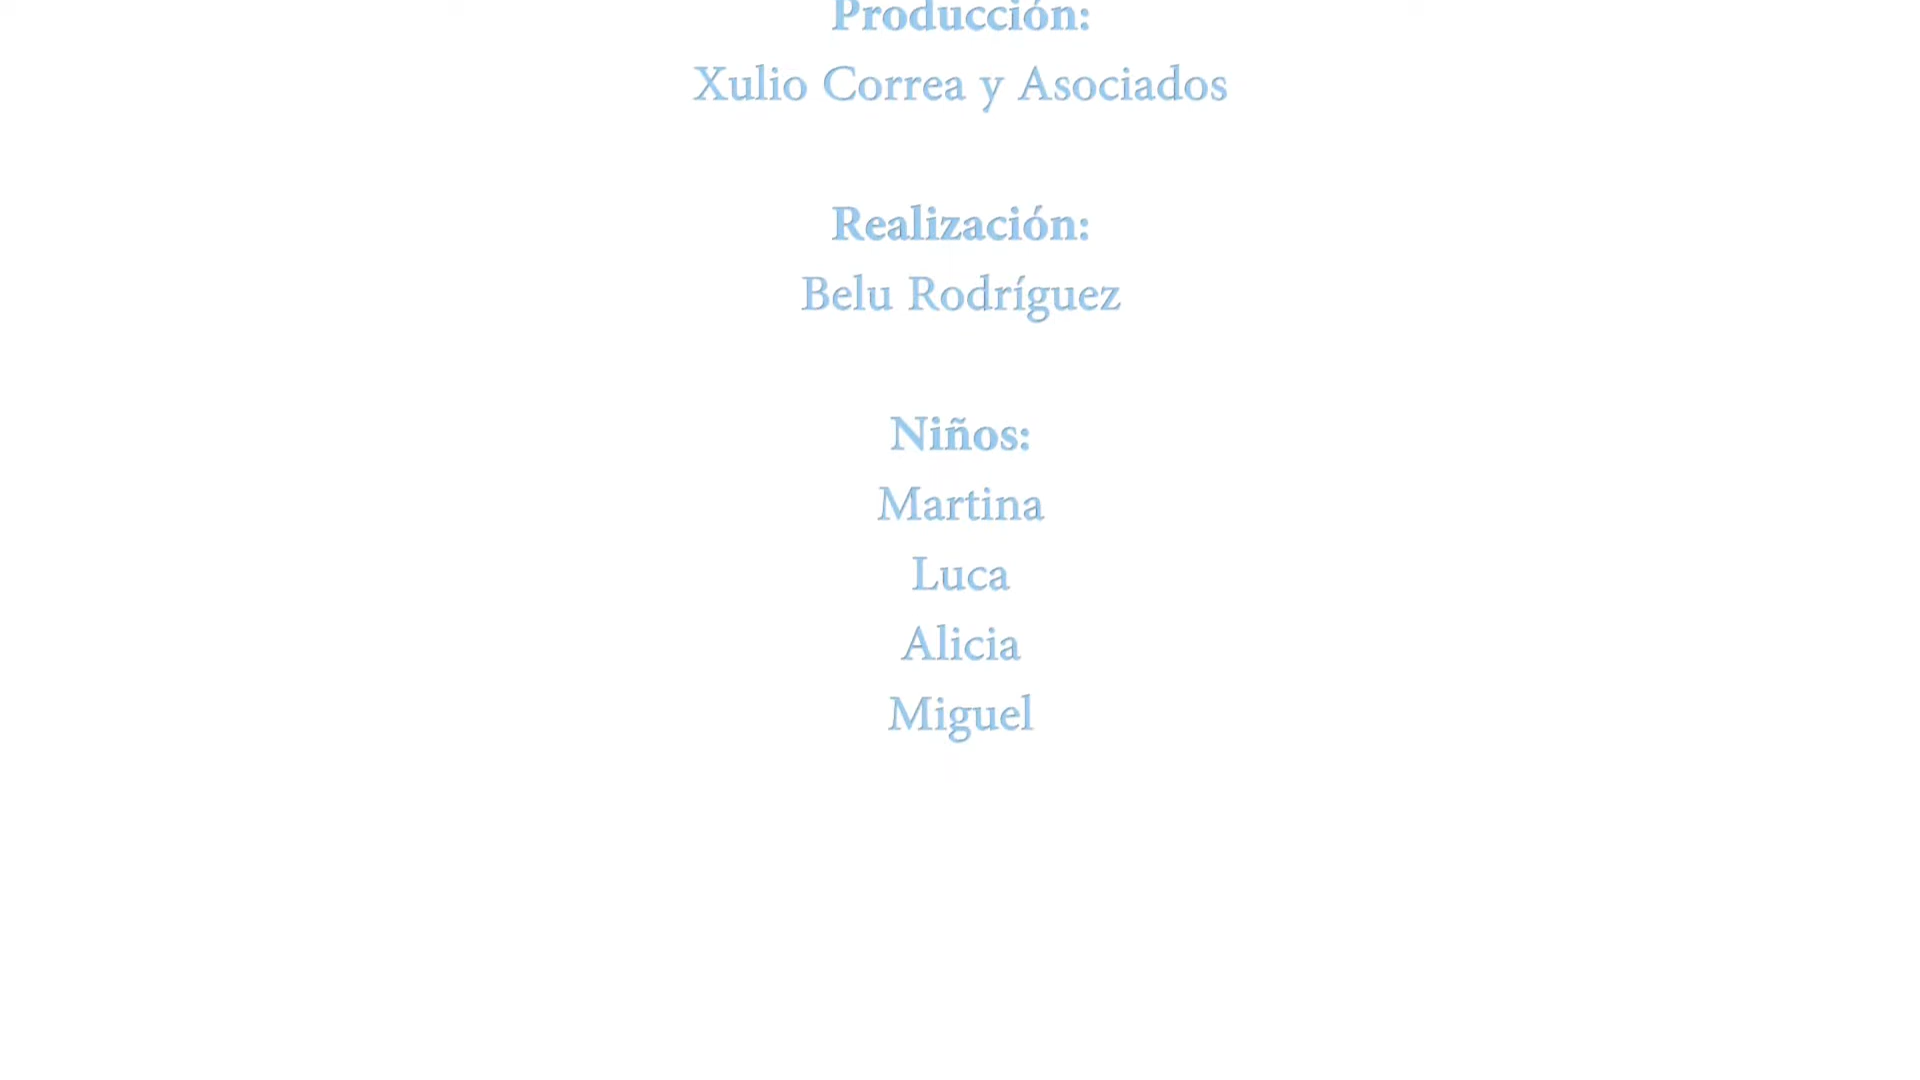 Producción:
Xulio Correa y Asociados
Realización:
Belu Rodríguez
Niños:
Martina
Luca
Alicia
Miguel